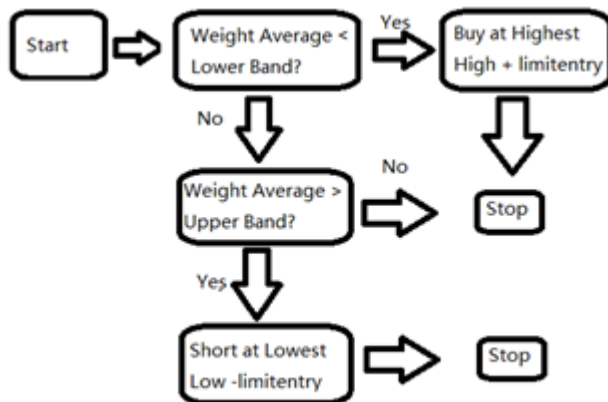 Start
Weight Average <
Lower Band?
Yes
Buy at Highest
High + limitentry
No
Weight Average >
Upper Band?
No
Stop
Yes
Short at Lowest
Low -limitentry
Stop